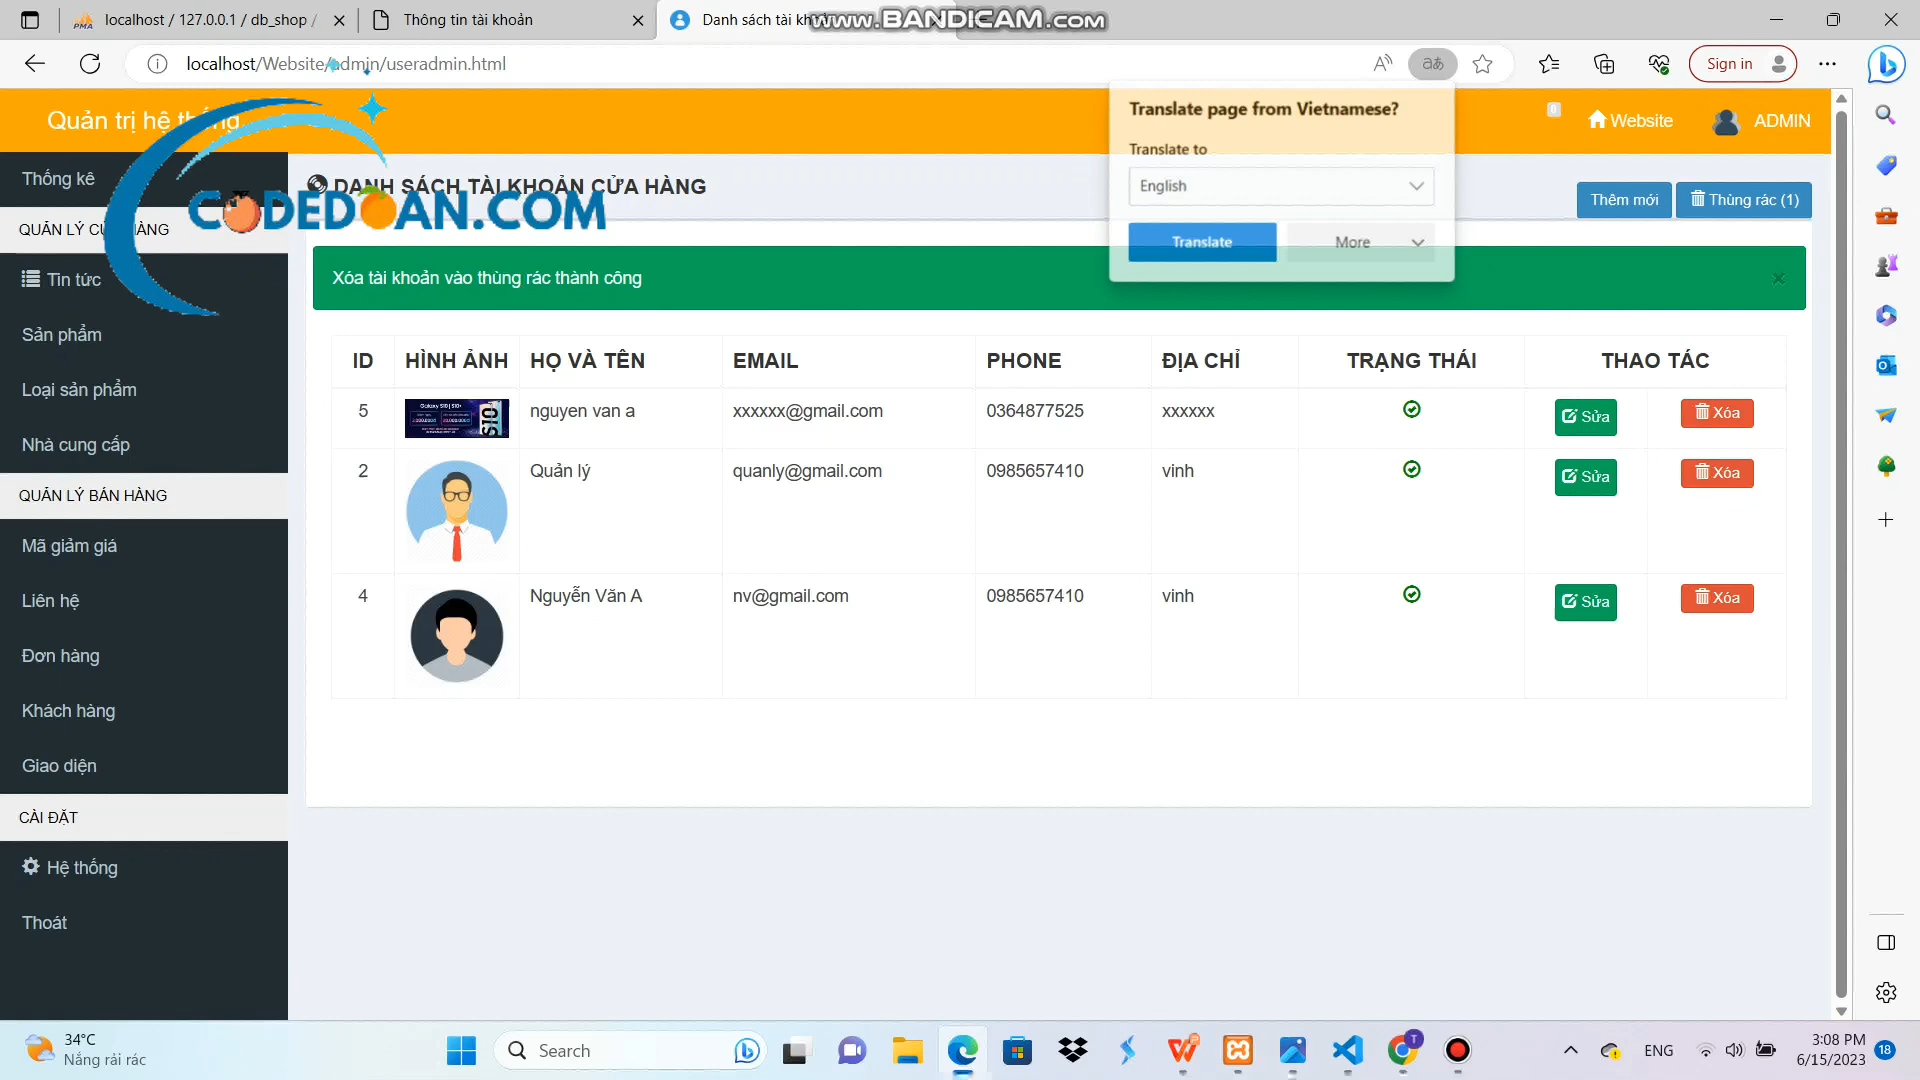 localhost / 127.0.0.1 / db_shop /
Thông tin tài khoản
Danh sách tài kh
www.BANDICAM.com
localhost/Website/admin/useradmin.html
Sign in
Quản trị hệ thống
Website
ADMIN
0
Translate page from Vietnamese?
Translate to
English
Translate
More
Thống kê
QUẢN LÝ CỬA HÀNG
Tin tức
Sản phẩm
Loại sản phẩm
Nhà cung cấp
QUẢN LÝ BÁN HÀNG
Mã giảm giá
Liên hệ
Đơn hàng
Khách hàng
Giao diện
CÀI ĐẶT
Hệ thống
Thoát
CODEDOAN.COM
DANH SÁCH TÀI KHOẢN CỬA HÀNG
Thêm mới
Thùng rác (1)
Xóa tài khoản vào thùng rác thành công
×
ID HÌNH ẢNH HỌ VÀ TÊN EMAIL PHONE ĐỊA CHỈ TRẠNG THÁI THAO TÁC
5 nguyen van a xxxxxx@gmail.com 0364877525 xxxxxx Sửa Xóa
Galaxy S10 | S10+
S10
2 Quản lý quanly@gmail.com 0985657410 vinh Sửa Xóa
4 Nguyễn Văn A nv@gmail.com 0985657410 vinh Sửa Xóa
34°C
Nắng rải rác
Search
ENG
3:08 PM
6/15/2023
18